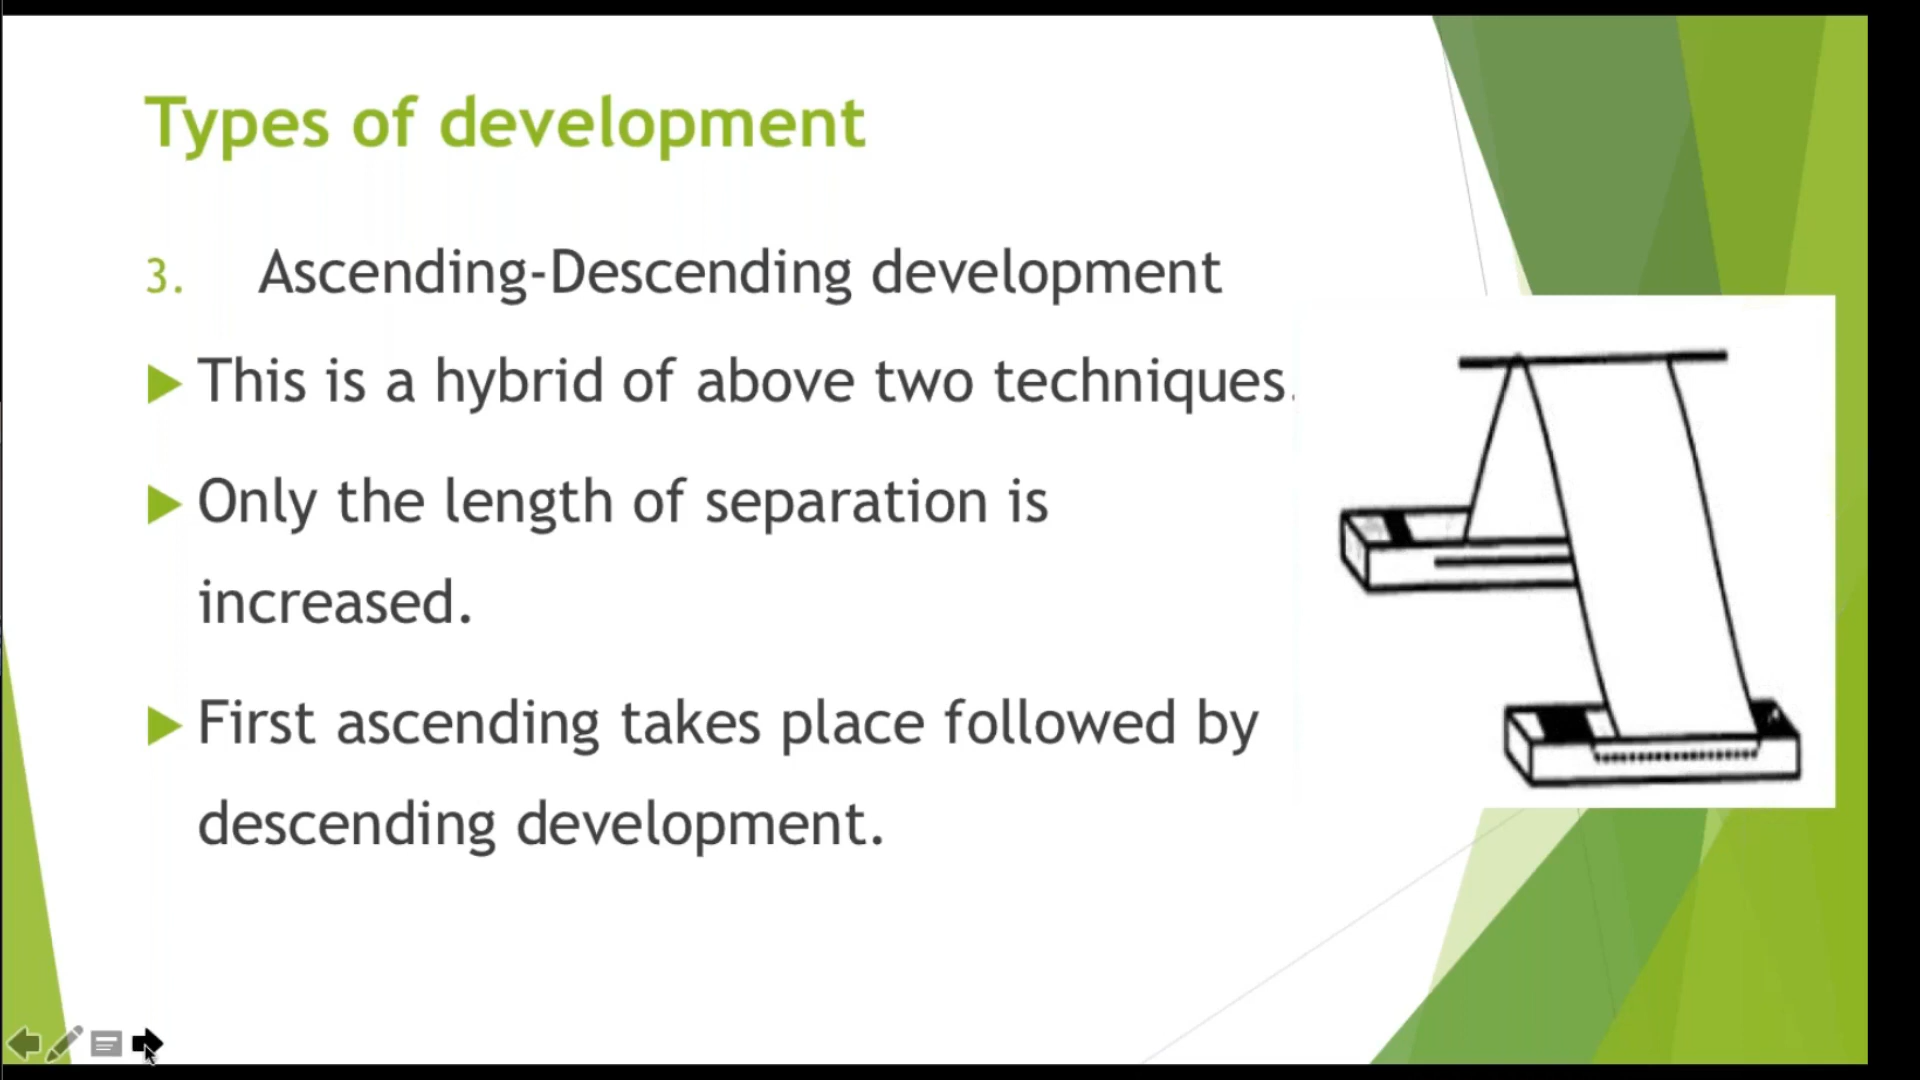 Types of development
3. Ascending-Descending development
This is a hybrid of above two techniques.
Only the length of separation is
increased.
First ascending takes place followed by
descending development.